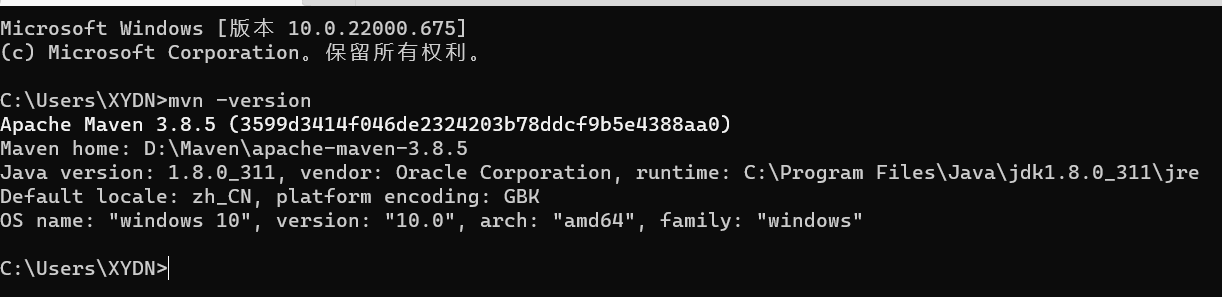 Microsoft Windows [版本 10.0.22000.675]
(c) Microsoft Corporation。保留所有权利。
C:\Users\XYDN>mvn -version
Apache Maven 3.8.5 (3599d3414f046de2324203b78ddcf9b5e4388aa0)
Maven home: D:\Maven\apache-maven-3.8.5
Java version: 1.8.0_311, vendor: Oracle Corporation, runtime: C:\Program Files\Java\jdk1.8.0_311\jre
Default locale: zh_CN, platform encoding: GBK
OS name: "windows 10", version: "10.0", arch: "amd64", family: "windows"
C:\Users\XYDN>